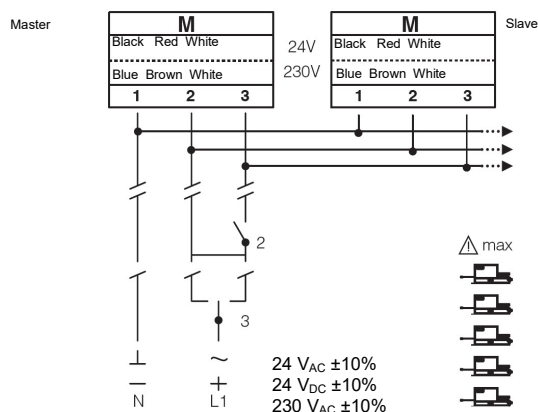 Master
M
M
Slave
Black Red White
24V
Black Red White
Blue Brown White
230V
Blue Brown White
1 2 3
1 2 3
2
max
3
⊥ ~ 24 VAC ±10%
− + 24 VDC ±10%
N L1 230 VAC ±10%